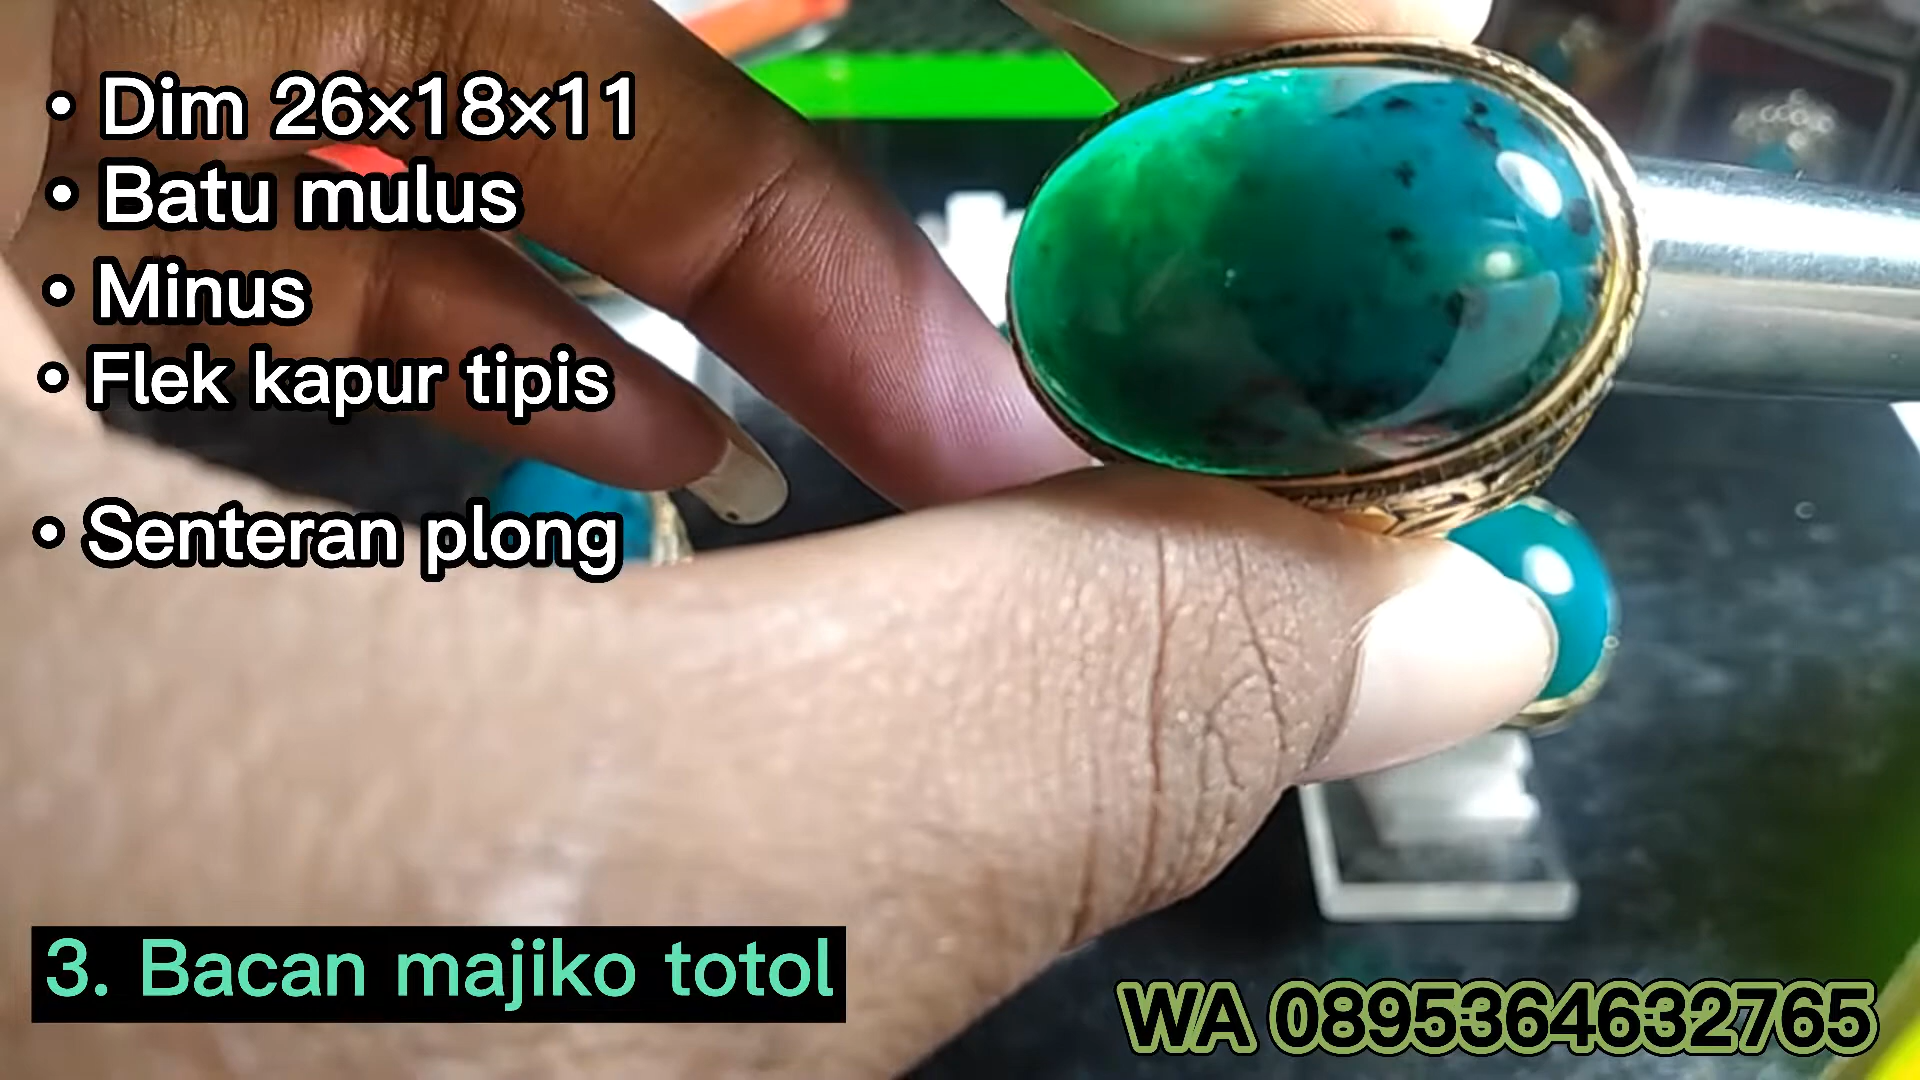 • Dim 26×18×11
• Batu mulus
• Minus
• Flek kapur tipis
• Senteran plong
3. Bacan majiko totol
WA 0895364632765